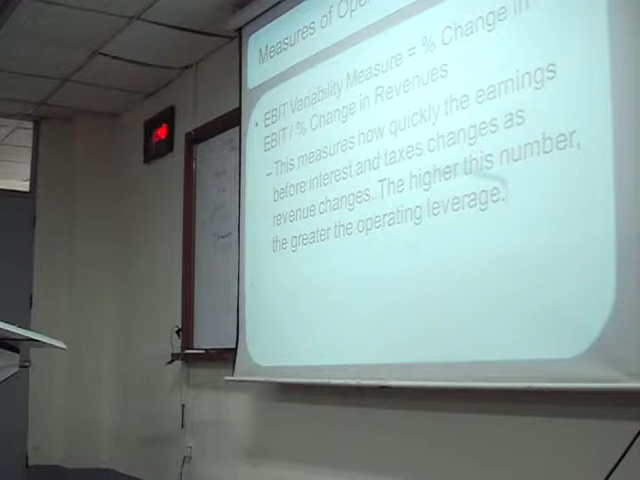 Measures of
• EBIT Variability Measure = % Change in
EBIT / % Change in Revenues
– This measures how quickly the earnings
before interest and taxes changes as
revenue changes. The higher this number,
the greater the operating leverage.